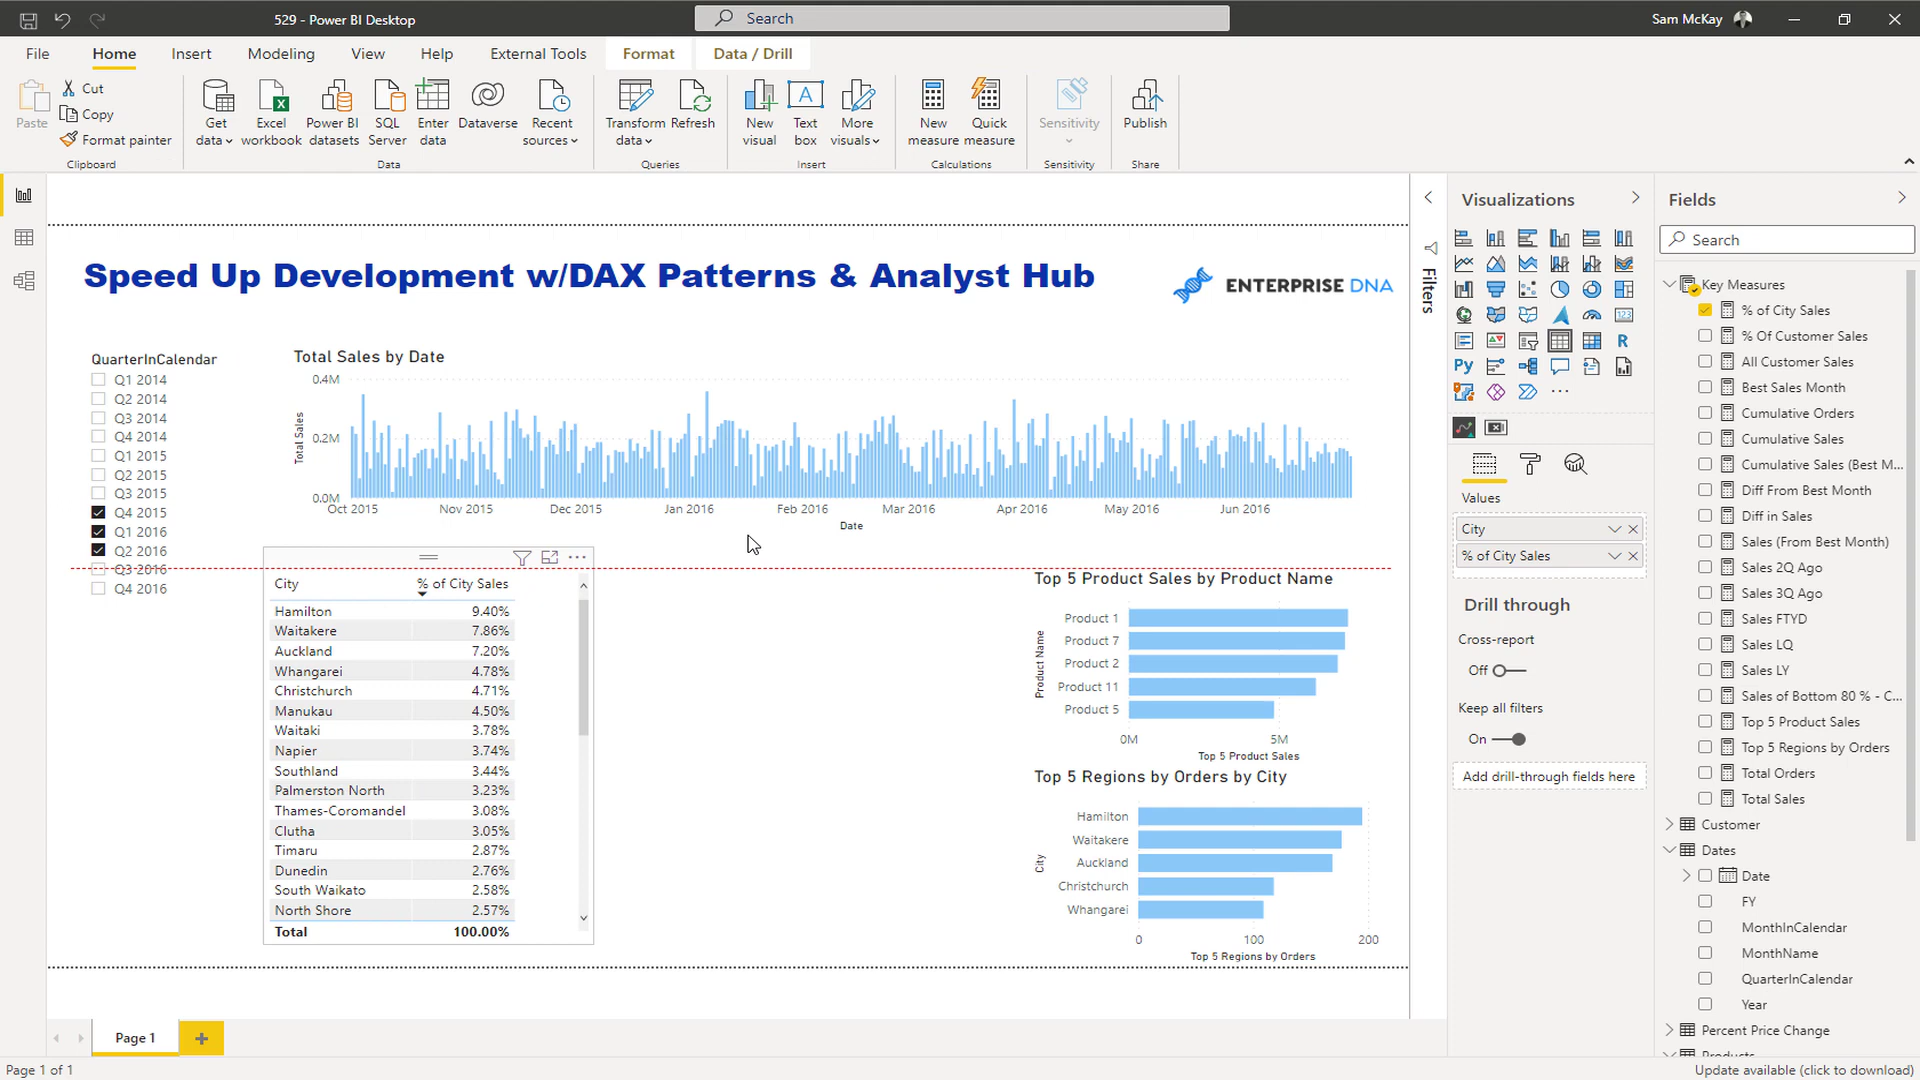 529 - Power BI Desktop
Search
Sam McKay
File
Home
Insert
Modeling
View
Help
External Tools
Format
Data / Drill
Paste
Cut
Copy
Format painter
Clipboard
Get data
Excel workbook
Power BI datasets
SQL Server
Enter data
Dataverse
Recent sources
Data
Transform data
Refresh
Queries
New visual
Text box
More visuals
Insert
New measure
Quick measure
Calculations
Sensitivity
Sensitivity
Publish
Share
Speed Up Development w/DAX Patterns & Analyst Hub
ENTERPRISE DNA
QuarterInCalendar
Q1 2014
Q2 2014
Q3 2014
Q4 2014
Q1 2015
Q2 2015
Q3 2015
Q4 2015
Q1 2016
Q2 2016
Q3 2016
Q4 2016
Total Sales by Date
Total Sales
0.4M
0.2M
0.0M
Oct 2015 Nov 2015 Dec 2015 Jan 2016 Feb 2016 Mar 2016 Apr 2016 May 2016 Jun 2016
Date
City % of City Sales
Hamilton 9.40%
Waitakere 7.86%
Auckland 7.20%
Whangarei 4.78%
Christchurch 4.71%
Manukau 4.50%
Waitaki 3.78%
Napier 3.74%
Southland 3.44%
Palmerston North 3.23%
Thames-Coromandel 3.08%
Clutha 3.05%
Timaru 2.87%
Dunedin 2.76%
South Waikato 2.58%
North Shore 2.57%
Total 100.00%
Top 5 Product Sales by Product Name
Product Name
Product 1
Product 7
Product 2
Product 11
Product 5
0M 5M
Top 5 Product Sales
Top 5 Regions by Orders by City
City
Hamilton
Waitakere
Auckland
Christchurch
Whangarei
0 100 200
Top 5 Regions by Orders
Filters
Visualizations
R
Py
123
Values
City
% of City Sales
Drill through
Cross-report
Off
Keep all filters
On
Add drill-through fields here
Fields
Search
Key Measures
% of City Sales
% Of Customer Sales
All Customer Sales
Best Sales Month
Cumulative Orders
Cumulative Sales
Cumulative Sales (Best M...
Diff From Best Month
Diff in Sales
Sales (From Best Month)
Sales 2Q Ago
Sales 3Q Ago
Sales FTYD
Sales LQ
Sales LY
Sales of Bottom 80 % - C...
Top 5 Product Sales
Top 5 Regions by Orders
Total Orders
Total Sales
Customer
Dates
Date
FY
MonthInCalendar
MonthName
QuarterInCalendar
Year
Percent Price Change
Products
Page 1
Page 1 of 1
Update available (click to download)